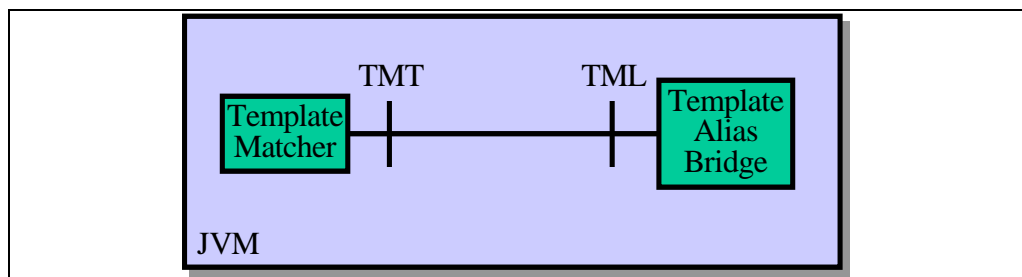 TMT
TML
Template
Matcher
Template
Alias
Bridge
JVM